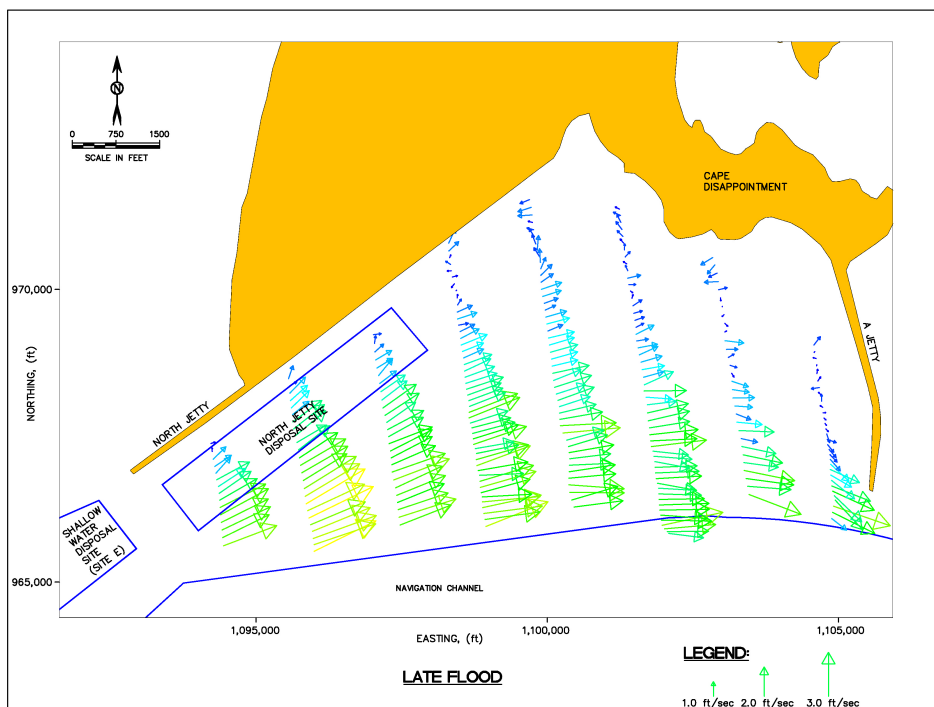 N
0 750 1500
SCALE IN FEET
CAPE
DISAPPOINTMENT
970,000
A JETTY
NORTHING, (ft)
NORTH JETTY
NORTH JETTY
DISPOSAL SITE
SHALLOW
WATER
DISPOSAL
SITE
(SITE E)
965,000
NAVIGATION CHANNEL
1,095,000 1,100,000 1,105,000
EASTING, (ft)
LATE FLOOD
LEGEND:
1.0 ft/sec 2.0 ft/sec 3.0 ft/sec